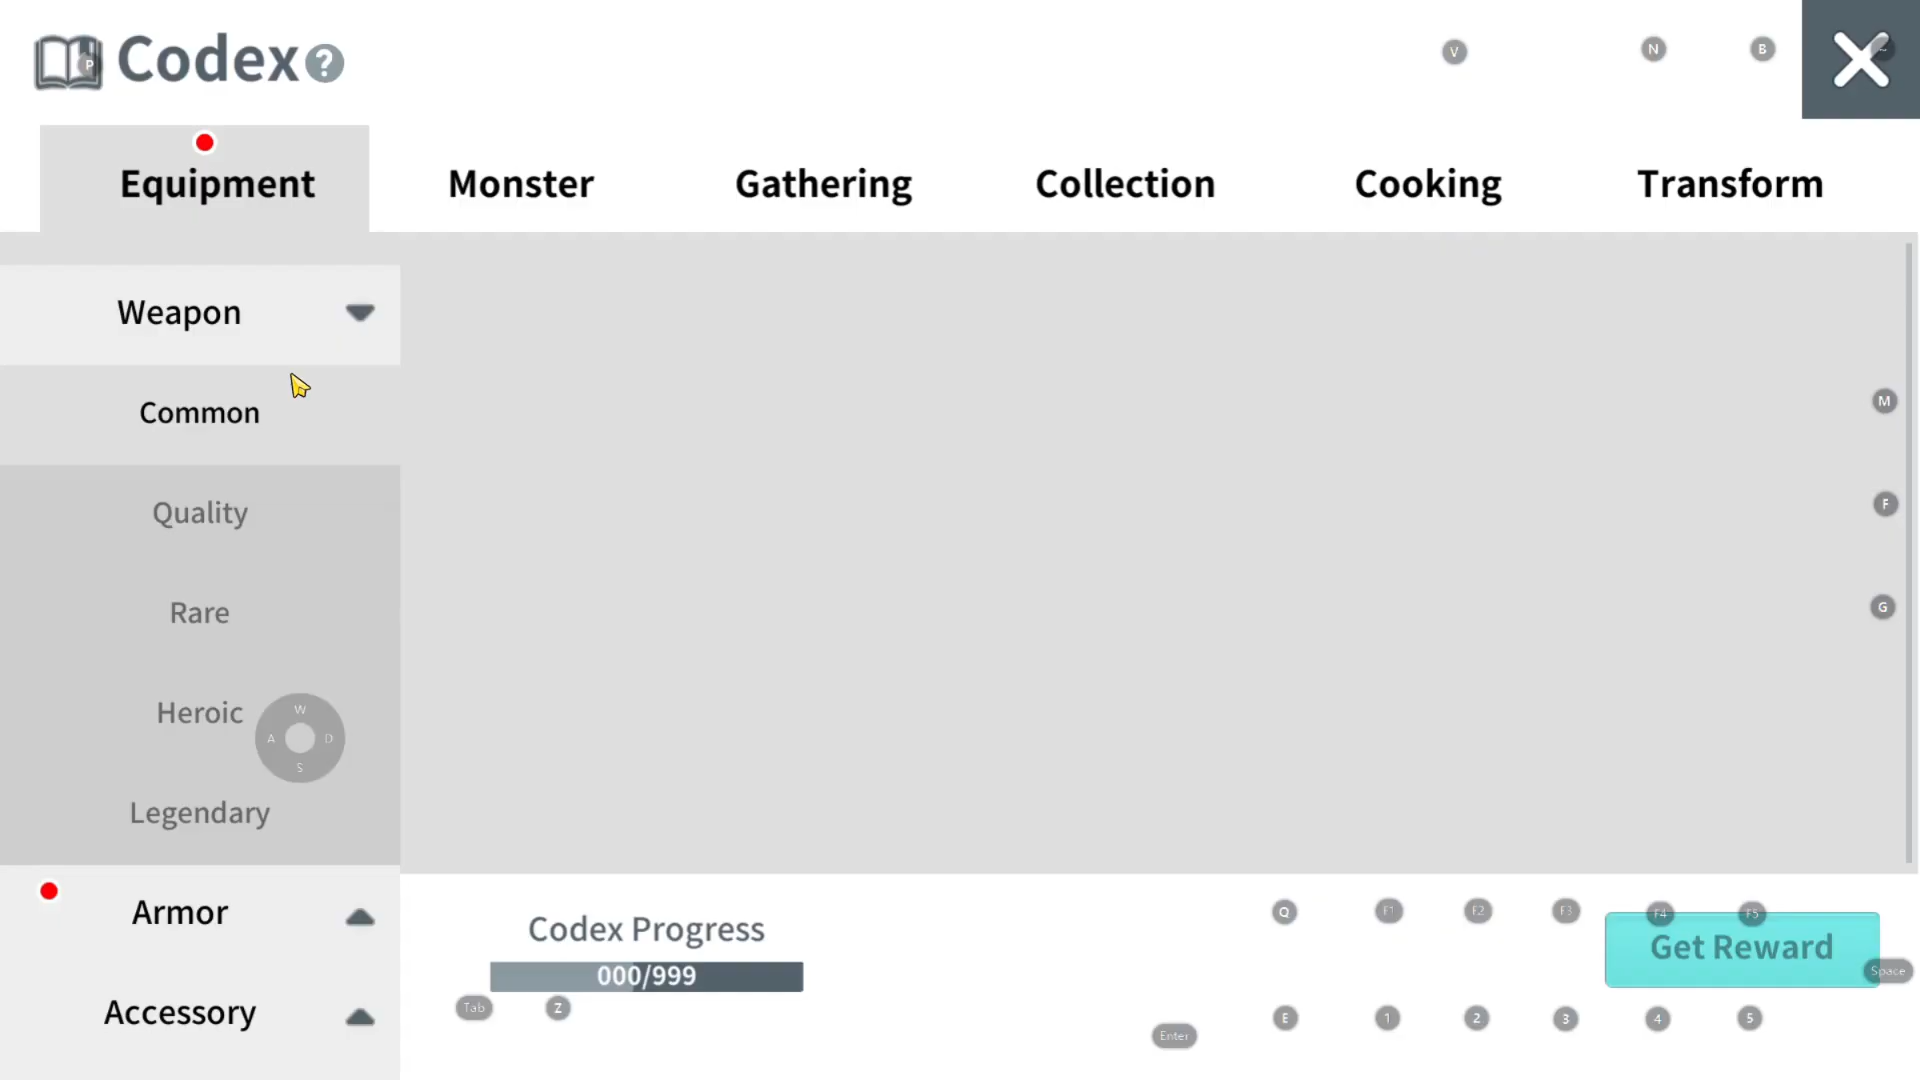 P
Codex ?
V
N
B
~
Equipment
Monster
Gathering
Collection
Cooking
Transform
Weapon
Common
Quality
Rare
Heroic
Legendary
W
A
D
S
M
F
G
Armor
Accessory
Codex Progress
000/999
Tab
Z
Enter
Q
F1
F2
F3
F4
F5
Get Reward
Space
E
1
2
3
4
5